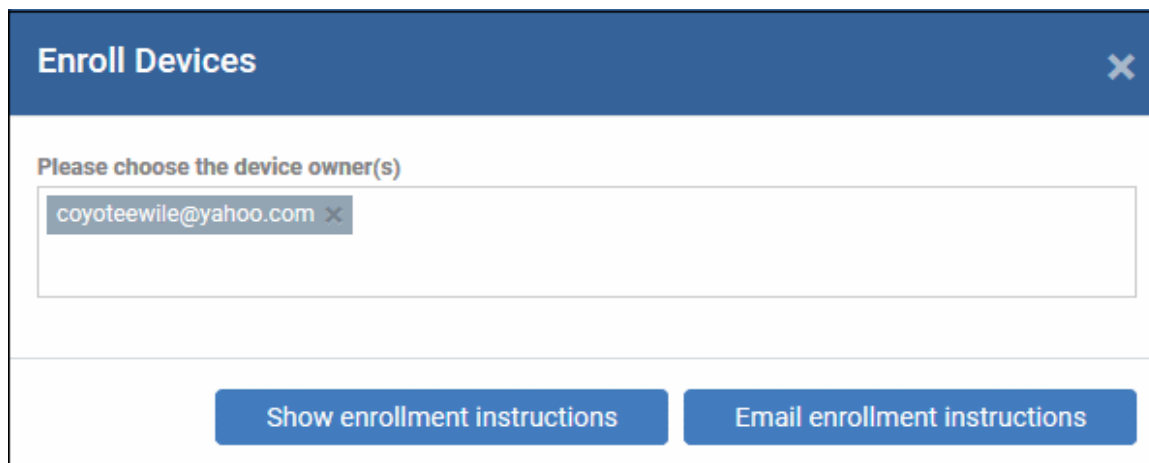 Enroll Devices
Please choose the device owner(s)
coyoteewile@yahoo.com
Show enrollment instructions
Email enrollment instructions